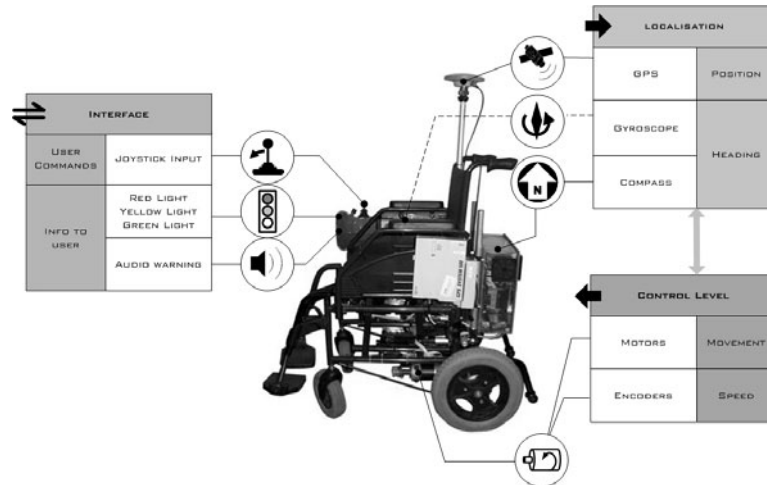 LOCALISATION
GPS
POSITION
GYROSCOPE
HEADING
COMPASS
INTERFACE
USER
COMMANDS
JOYSTICK INPUT
RED LIGHT
YELLOW LIGHT
GREEN LIGHT
INFO TO
USER
AUDIO WARNING
N
CONTROL LEVEL
MOTORS
MOVEMENT
ENCODERS
SPEED